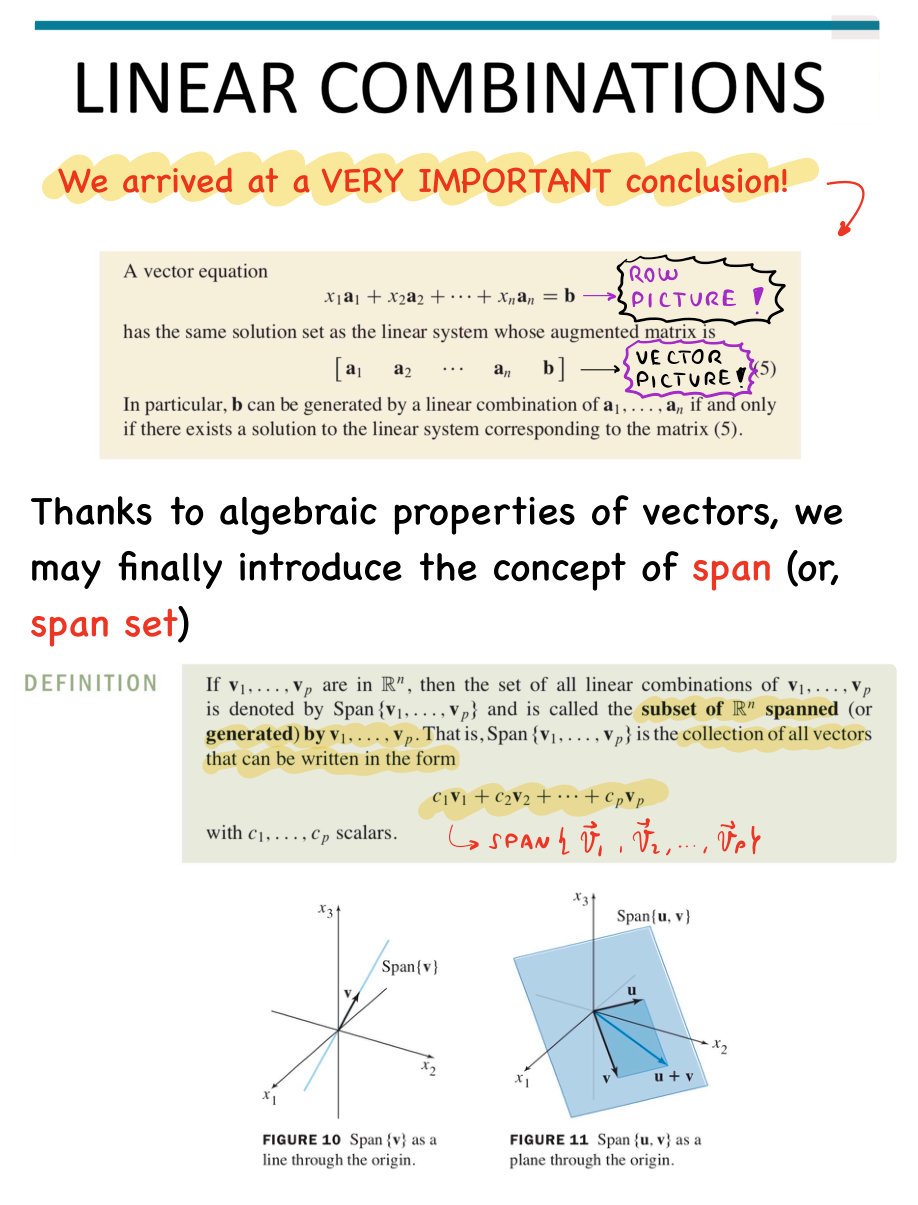 LINEAR COMBINATIONS
We arrived at a VERY IMPORTANT conclusion!
A vector equation
x₁a₁ + x₂a₂ + ··· + xₙaₙ = b
ROW
PICTURE !
has the same solution set as the linear system whose augmented matrix is
[a₁ a₂ ··· aₙ b] (5)
VECTOR
PICTURE!
In particular, b can be generated by a linear combination of a₁, . . . , aₙ if and only
if there exists a solution to the linear system corresponding to the matrix (5).
Thanks to algebraic properties of vectors, we
may finally introduce the concept of span (or,
span set)
DEFINITION
If v₁, . . . , vₚ are in ℝⁿ, then the set of all linear combinations of v₁, . . . , vₚ
is denoted by Span {v₁, . . . , vₚ} and is called the subset of ℝⁿ spanned (or
generated) by v₁, . . . , vₚ. That is, Span {v₁, . . . , vₚ} is the collection of all vectors
that can be written in the form
c₁v₁ + c₂v₂ + ··· + cₚvₚ
with c₁, . . . , cₚ scalars.
SPAN { v⃗₁, v⃗₂, ..., v⃗ₚ}
x₃
Span{v}
v
x₂
x₁
FIGURE 10 Span {v} as a
line through the origin.
x₃
Span{u, v}
u
x₂
x₁
v
u + v
FIGURE 11 Span {u, v} as a
plane through the origin.